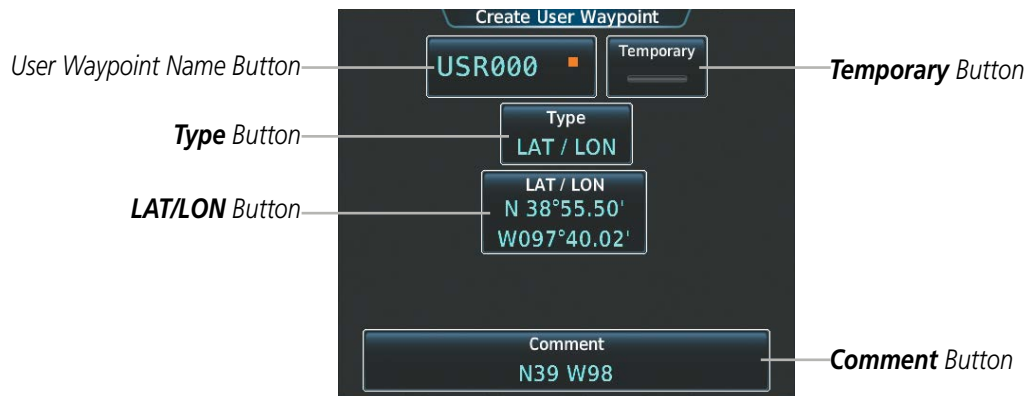 Create User Waypoint
User Waypoint Name Button
USR000
Temporary
Temporary Button
Type Button
Type
LAT / LON
LAT/LON Button
LAT / LON
N 38°55.50'
W097°40.02'
Comment
N39 W98
Comment Button